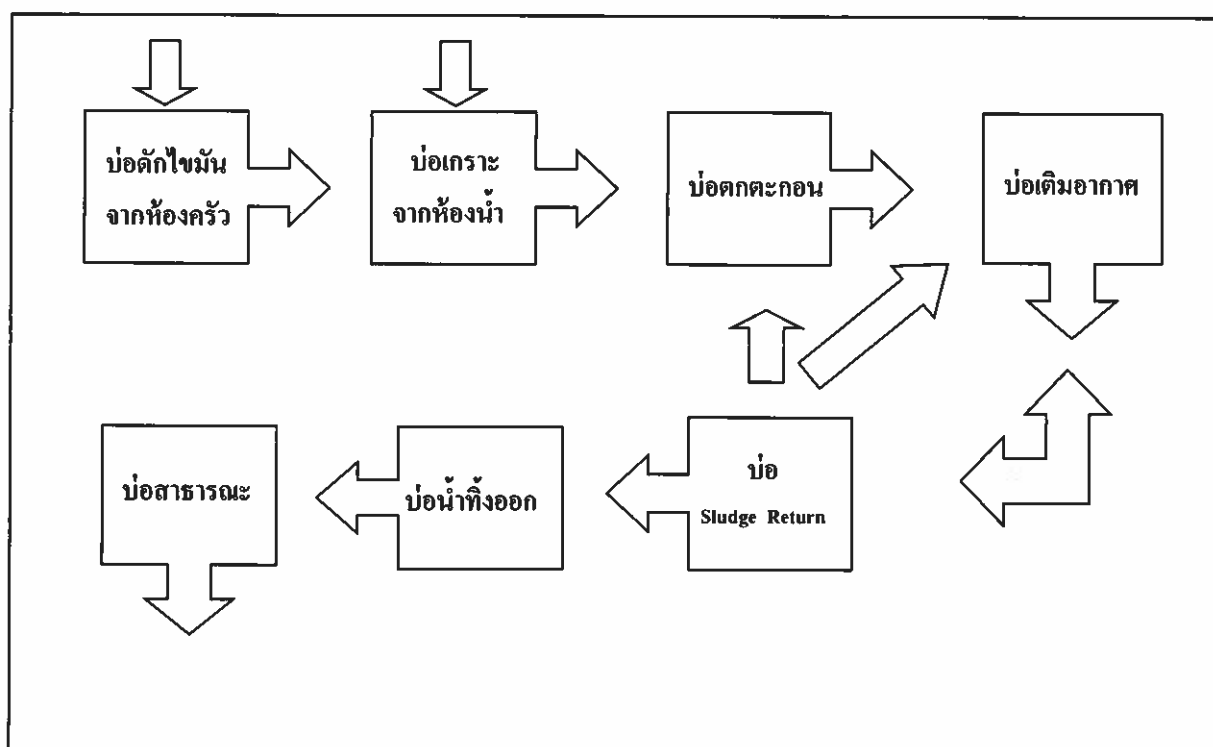 บ่อดักไขมัน
จากห้องครัว
บ่อเกราะ
จากห้องน้ำ
บ่อตกตะกอน
บ่อเติมอากาศ
บ่อสาธารณะ
บ่อน้ำทิ้งออก
บ่อ
Sludge Return